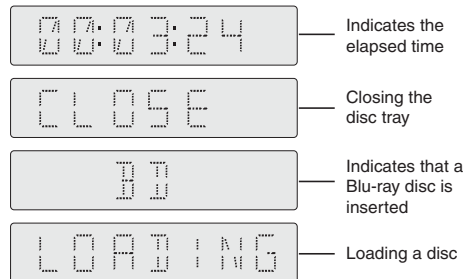 00:03:24
Indicates the
elapsed time
CLOSE
Closing the
disc tray
BD
Indicates that a
Blu-ray disc is
inserted
LOADING
Loading a disc